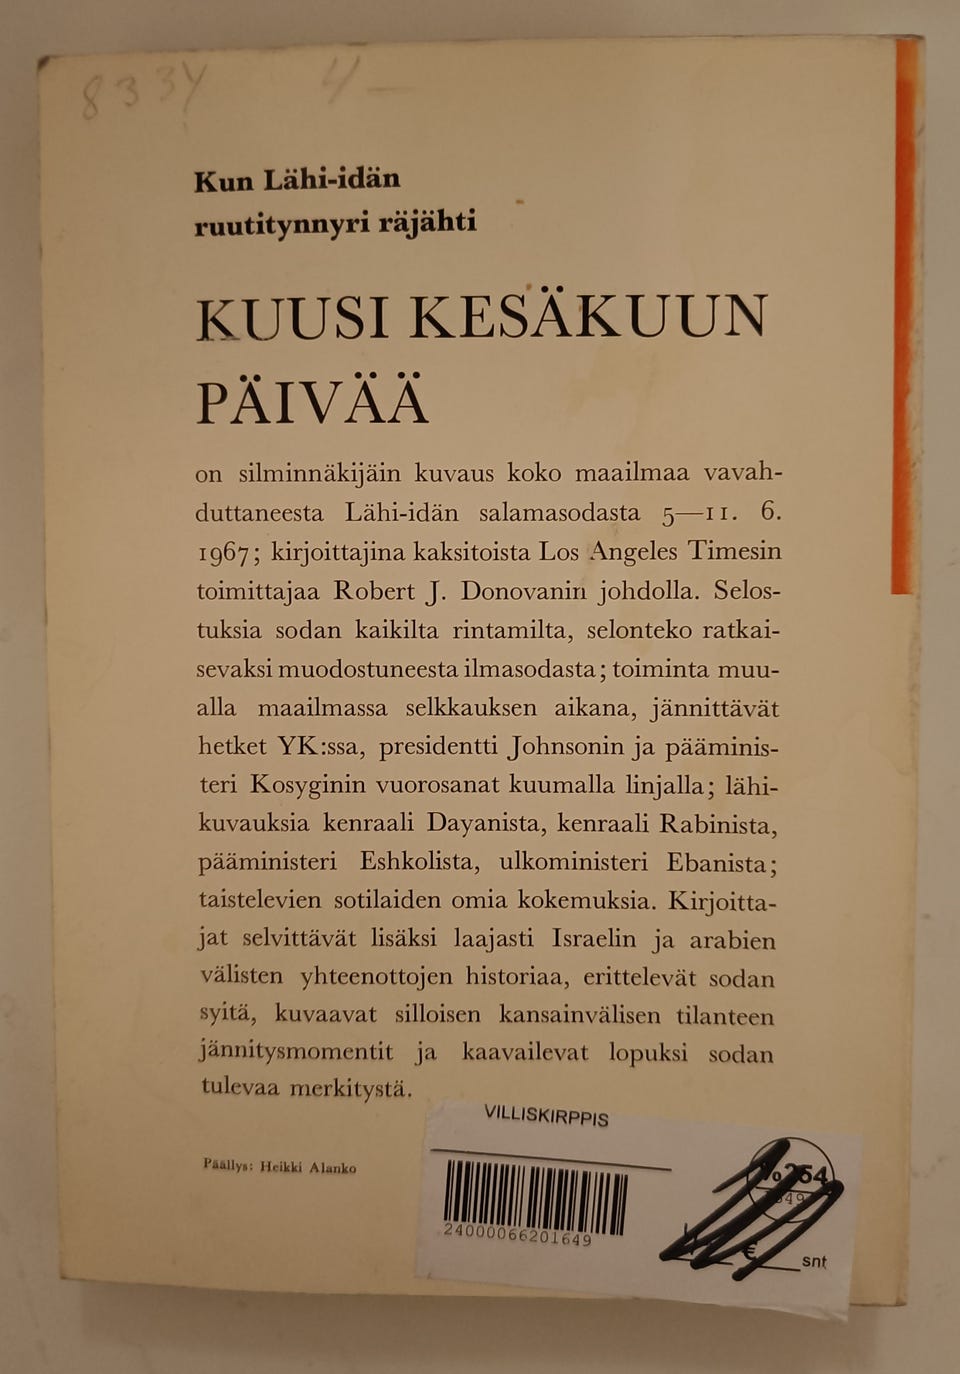 8334 4-
Kun Lähi-idän
ruutitynnyri räjähti
KUUSI KESÄKUUN
PÄIVÄÄ
on silminnäkijäin kuvaus koko maailmaa vavah-
duttaneesta Lähi-idän salamasodasta 5—11. 6.
1967; kirjoittajina kaksitoista Los Angeles Timesin
toimittajaa Robert J. Donovanin johdolla. Selos-
tuksia sodan kaikilta rintamilta, selonteko ratkai-
sevaksi muodostuneesta ilmasodasta; toiminta muu-
alla maailmassa selkkauksen aikana, jännittävät
hetket YK:ssa, presidentti Johnsonin ja pääminis-
teri Kosyginin vuorosanat kuumalla linjalla; lähi-
kuvauksia kenraali Dayanista, kenraali Rabinista,
pääministeri Eshkolista, ulkoministeri Ebanista;
taistelevien sotilaiden omia kokemuksia. Kirjoitta-
jat selvittävät lisäksi laajasti Israelin ja arabien
välisten yhteenottojen historiaa, erittelevät sodan
syitä, kuvaavat silloisen kansainvälisen tilanteen
jännitysmomentit ja kaavailevat lopuksi sodan
tulevaa merkitystä.
Päällys: Heikki Alanko
VILLISKIRPPIS
24000066201649
€ snt